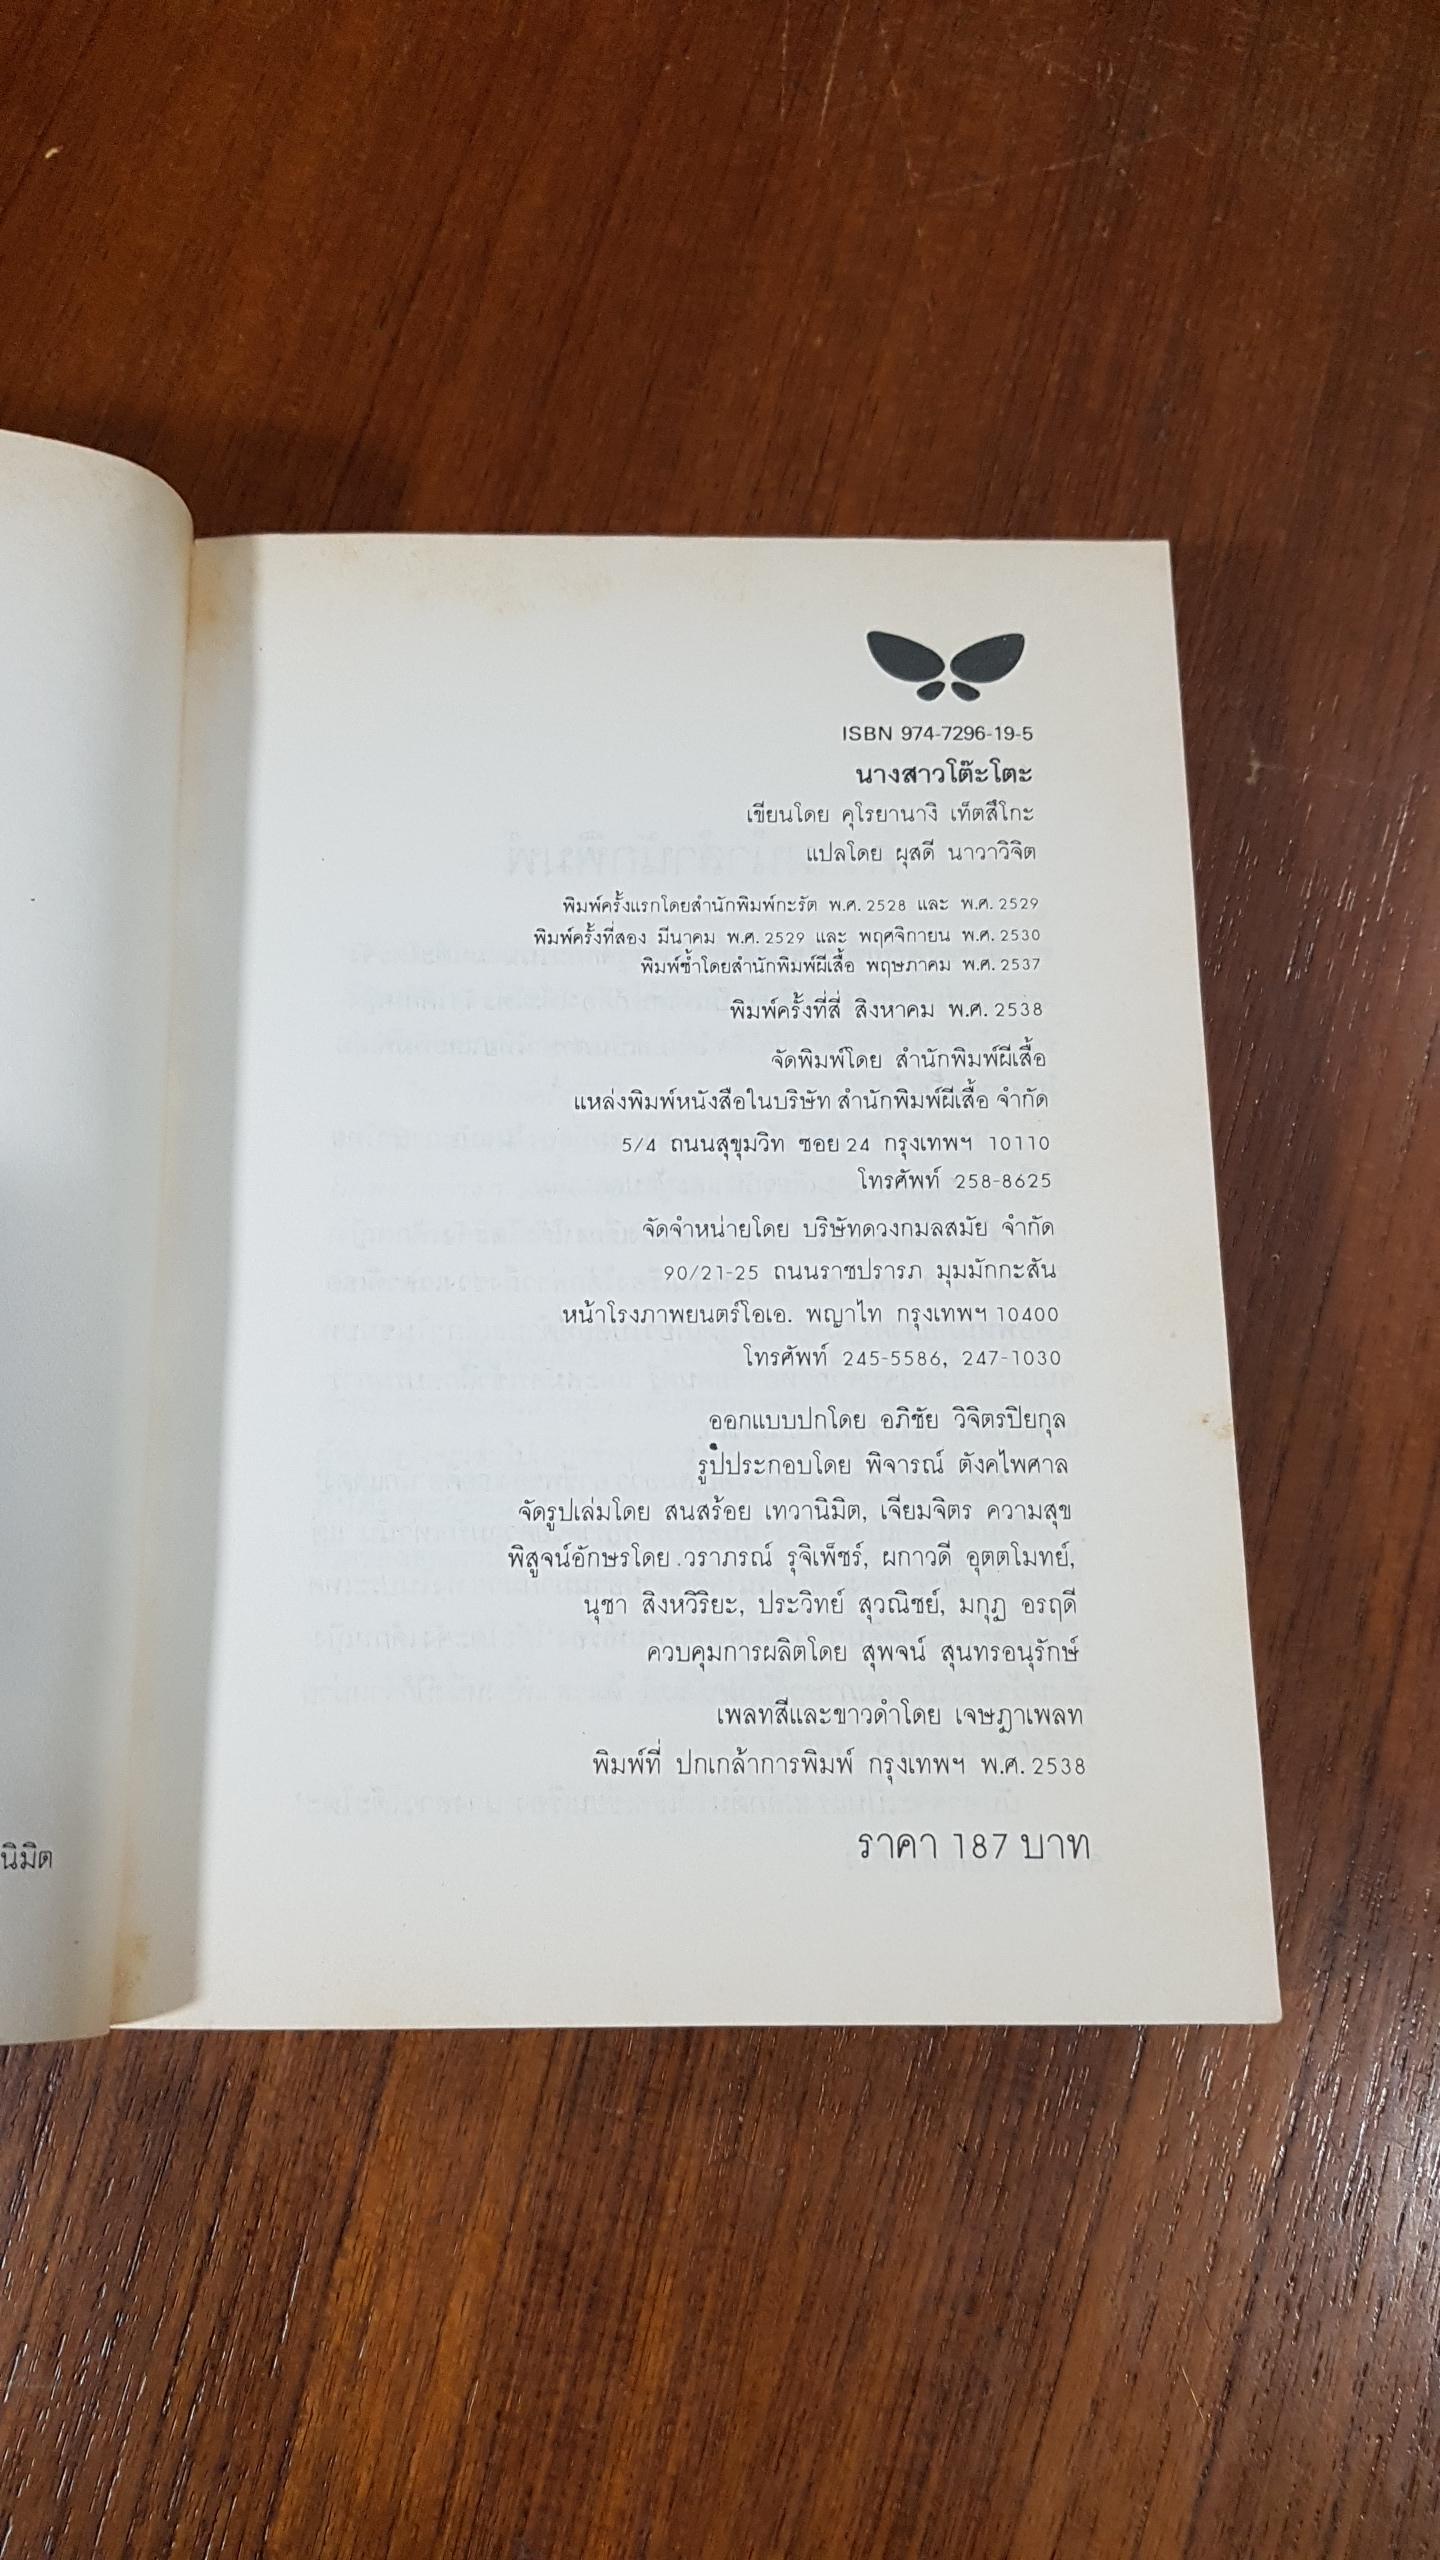 ISBN 974-7296-19-5
นางสาวโต๊ะโตะ
เขียนโดย คุโรยานางิ เท็ตสึโกะ
แปลโดย ผุสดี นาวาวิจิต
พิมพ์ครั้งแรกโดยสำนักพิมพ์กะรัต พ.ศ. 2528 และ พ.ศ. 2529
พิมพ์ครั้งที่สอง มีนาคม พ.ศ. 2529 และ พฤศจิกายน พ.ศ. 2530
พิมพ์ซ้ำโดยสำนักพิมพ์ผีเสื้อ พฤษภาคม พ.ศ. 2537
พิมพ์ครั้งที่สี่ สิงหาคม พ.ศ. 2538
จัดพิมพ์โดย สำนักพิมพ์ผีเสื้อ
แหล่งพิมพ์หนังสือในบริษัท สำนักพิมพ์ผีเสื้อ จำกัด
5/4 ถนนสุขุมวิท ซอย 24 กรุงเทพฯ 10110
โทรศัพท์ 258-8625
จัดจำหน่ายโดย บริษัทดวงกมลสมัย จำกัด
90/21-25 ถนนราชปรารภ มุมมักกะสัน
หน้าโรงภาพยนตร์โอเอ. พญาไท กรุงเทพฯ 10400
โทรศัพท์ 245-5586, 247-1030
ออกแบบปกโดย อภิชัย วิจิตรปิยกุล
รูปประกอบโดย พิจารณ์ ตังคไพศาล
จัดรูปเล่มโดย สนสร้อย เทวานิมิต, เจียมจิตร ความสุข
พิสูจน์อักษรโดย วราภรณ์ รุจิเพ็ชร์, ผกาวดี อุตตโมทย์,
นุชา สิงหวิริยะ, ประวิทย์ สุวณิชย์, มกุฏ อรฤดี
ควบคุมการผลิตโดย สุพจน์ สุนทรอนุรักษ์
เพลทสีและขาวดำโดย เจษฎาเพลท
พิมพ์ที่ ปกเกล้าการพิมพ์ กรุงเทพฯ พ.ศ. 2538
ราคา 187 บาท
นิมิต